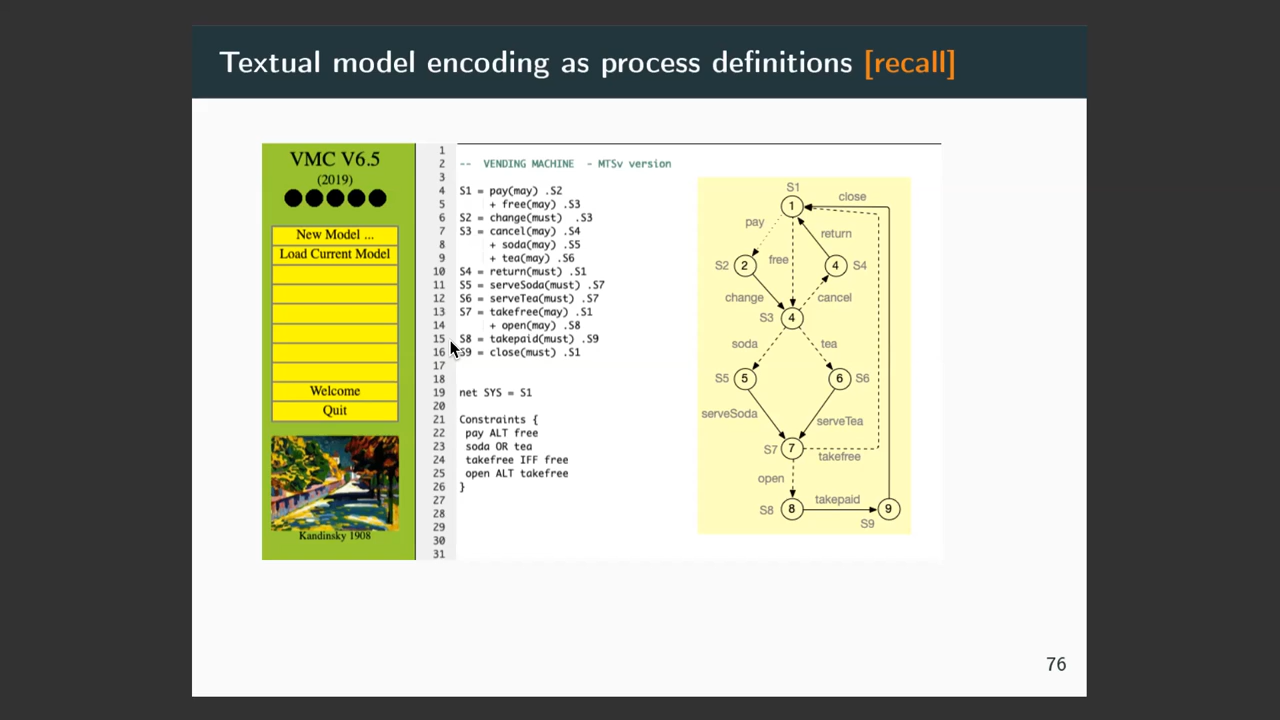 Textual model encoding as process definitions [recall]
VMC V6.5
(2019)
New Model ...
Load Current Model
Welcome
Quit
Kandinsky 1908
1
2 -- VENDING MACHINE - MTSv version
3
4 S1 = pay(may) .S2
5 + free(may) .S3
6 S2 = change(must) .S3
7 S3 = cancel(may) .S4
8 + soda(may) .S5
9 + tea(may) .S6
10 S4 = return(must) .S1
11 S5 = serveSoda(must) .S7
12 S6 = serveTea(must) .S7
13 S7 = takefree(may) .S1
14 + open(may) .S8
15 S8 = takepaid(must) .S9
16 S9 = close(must) .S1
17
18
19 net SYS = S1
20
21 Constraints {
22 pay ALT free
23 soda OR tea
24 takefree IFF free
25 open ALT takefree
26 }
27
28
29
30
31
S1
1
close
pay
return
S2
2
free
4
S4
change
cancel
S3
4
soda
tea
S5
5
6
S6
serveSoda
serveTea
S7
7
takefree
open
takepaid
S8
8
9
S9
76